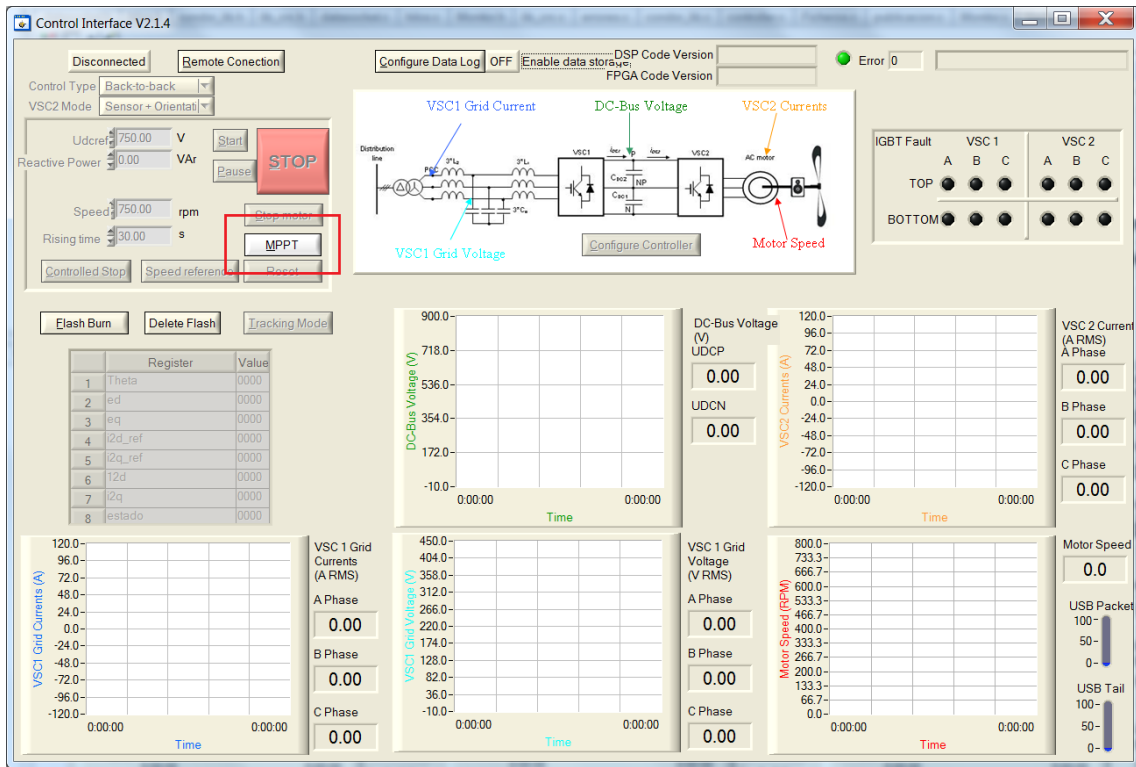 Control Interface V2.1.4
Disconnected
Remote Conection
Configure Data Log
OFF
Enable data storage
DSP Code Version
FPGA Code Version
Error 0
Control Type Back-to-back
VSC2 Mode Sensor + Orientati
Udcref 750.00 V
Start
STOP
Reactive Power 0.00 VAr
Pause
Speed 750.00 rpm
Stop motor
Rising time 30.00 s
MPPT
Controlled Stop
Speed reference
Reset
VSC1 Grid Current
DC-Bus Voltage
VSC2 Currents
Distribution
line
PCC
VSC1
VSC2
AC motor
NP
N
VSC1 Grid Voltage
Configure Controller
Motor Speed
IGBT Fault VSC 1 VSC 2
A B C A B C
TOP
BOTTOM
Flash Burn
Delete Flash
Tracking Mode
Register Value
1 Theta 0000
2 ed 0000
3 eq 0000
4 i2d_ref 0000
5 i2q_ref 0000
6 12d 0000
7 i2q 0000
8 estado 0000
DC-Bus Voltage (V)
900.0
718.0
536.0
354.0
172.0
-10.0
0:00:00 0:00:00
Time
DC-Bus Voltage
(V)
UDCP
0.00
UDCN
0.00
VSC2 Currents (A)
120.0
96.0
72.0
48.0
24.0
0.0
-24.0
-48.0
-72.0
-96.0
-120.0
0:00:00 0:00:00
Time
VSC 2 Current
(A RMS)
A Phase
0.00
B Phase
0.00
C Phase
0.00
VSC1 Grid Currents (A)
120.0
96.0
72.0
48.0
24.0
0.0
-24.0
-48.0
-72.0
-96.0
-120.0
0:00:00 0:00:00
Time
VSC 1 Grid
Currents
(A RMS)
A Phase
0.00
B Phase
0.00
C Phase
0.00
VSC1 Grid Voltage (V)
450.0
404.0
358.0
312.0
266.0
220.0
174.0
128.0
82.0
36.0
-10.0
0:00:00 0:00:00
Time
VSC 1 Grid
Voltage
(V RMS)
A Phase
0.00
B Phase
0.00
C Phase
0.00
Motor Speed (RPM)
800.0
733.3
666.7
600.0
533.3
466.7
400.0
333.3
266.7
200.0
133.3
66.7
0.0
0:00:00 0:00:00
Time
Motor Speed
0.0
USB Packet
100
50
0
USB Tail
100
50
0